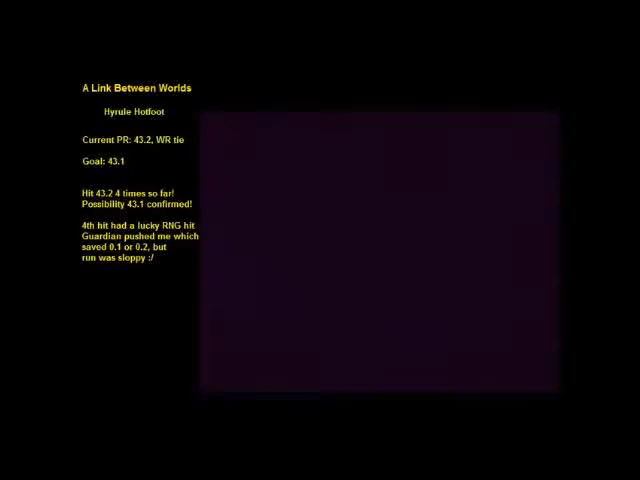 A Link Between Worlds
Hyrule Hotfoot
Current PR: 43.2, WR tie
Goal: 43.1
Hit 43.2 4 times so far!
Possibility 43.1 confirmed!
4th hit had a lucky RNG hit
Guardian pushed me which
saved 0.1 or 0.2, but
run was sloppy :/